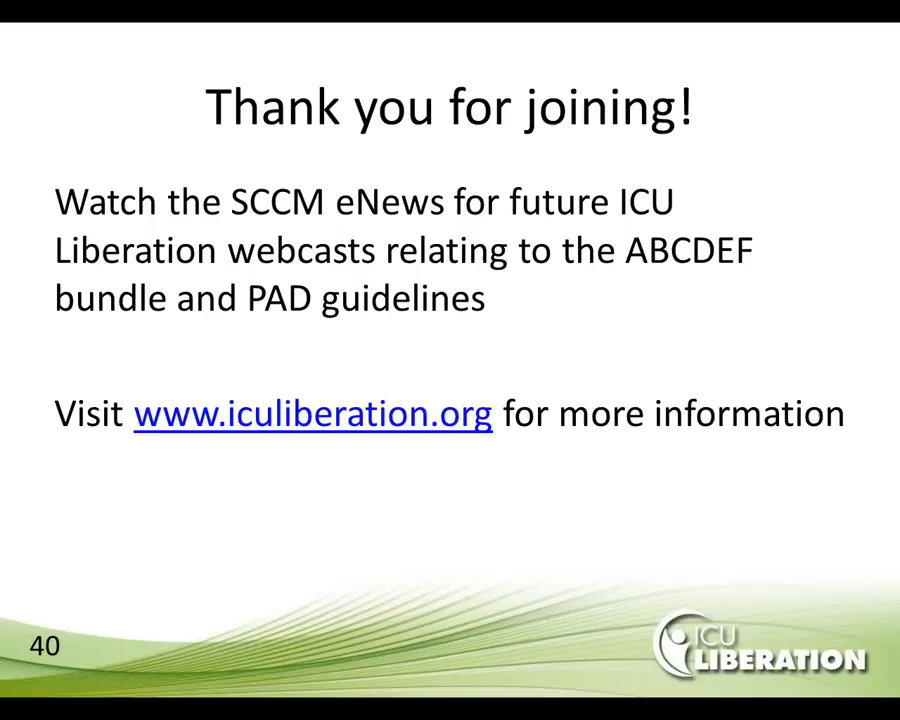 Thank you for joining!
Watch the SCCM eNews for future ICU
Liberation webcasts relating to the ABCDEF
bundle and PAD guidelines
Visit www.iculiberation.org for more information
40
ICU
LIBERATION